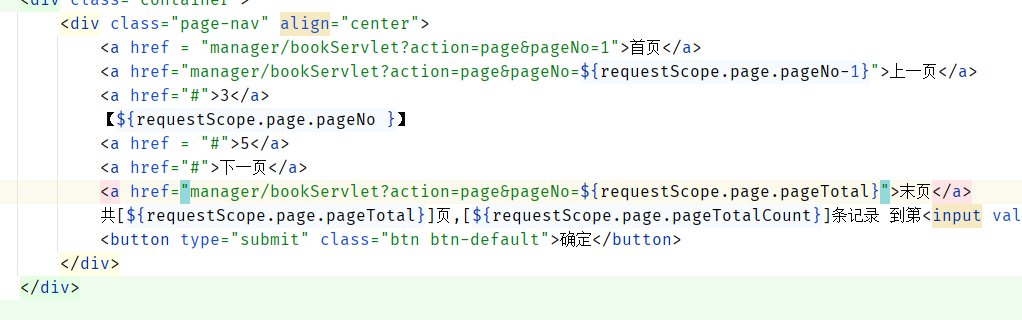 <div class="container">
<div class="page-nav" align="center">
<a href = "manager/bookServlet?action=page&pageNo=1">首页</a>
<a href="manager/bookServlet?action=page&pageNo=${requestScope.page.pageNo-1}">上一页</a>
<a href="#">3</a>
【${requestScope.page.pageNo }】
<a href = "#">5</a>
<a href="#">下一页</a>
<a href="manager/bookServlet?action=page&pageNo=${requestScope.page.pageTotal}">末页</a>
共[${requestScope.page.pageTotal}]页,[${requestScope.page.pageTotalCount}]条记录 到第<input val
<button type="submit" class="btn btn-default">确定</button>
</div>
</div>